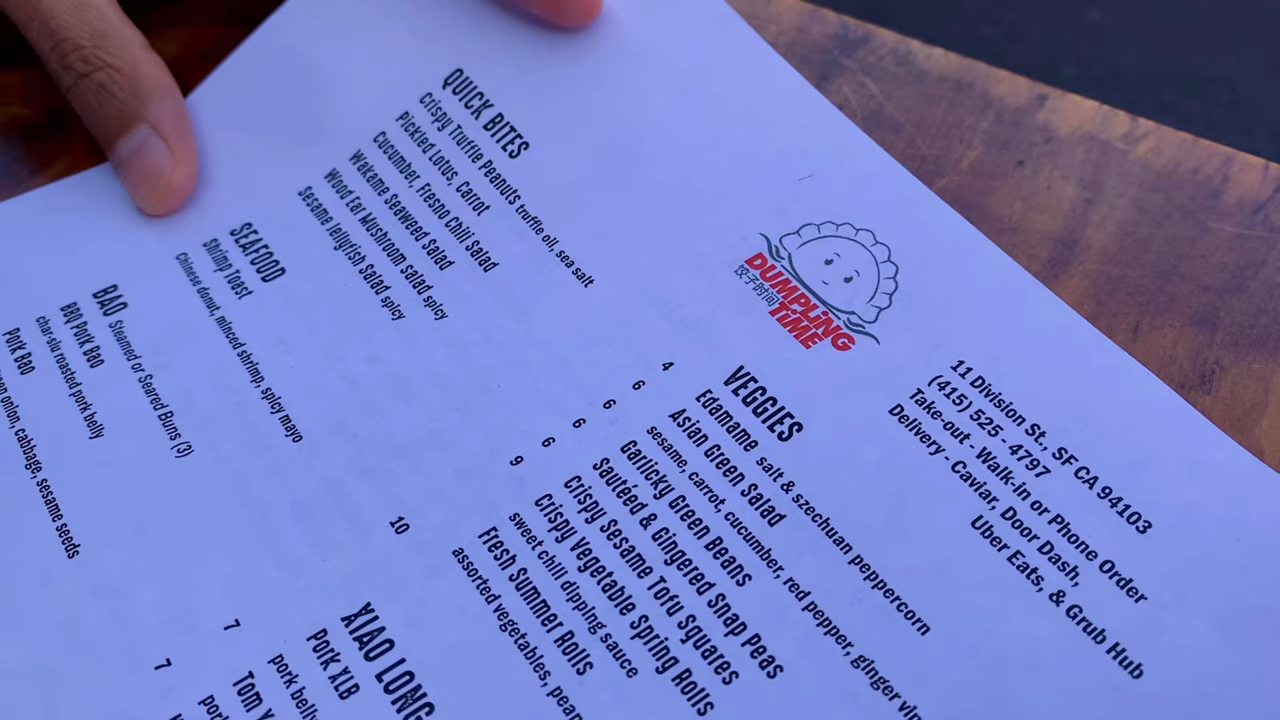 QUICK BITES
Crispy Truffle Peanuts truffle oil, sea salt
Pickled Lotus, Carrot
Cucumber, Fresno Chili Salad
Wakame Seaweed Salad
Wood Ear Mushroom salad spicy
Sesame Jellyfish Salad spicy
4
6
6
6
6
9
SEAFOOD
Shrimp Toast
10
Chinese donut, minced shrimp, spicy mayo
BAO Steamed or Seared Buns (3)
BBQ Pork Bao
7
char-siu roasted pork belly
Pork Bao
7
onion, cabbage, sesame seeds
DUMPLiNG
饺子时间 TiME
11 Division St., SF CA 94103
(415) 525 - 4797
Take-out - Walk-In or Phone Order
Delivery - Caviar, Door Dash,
Uber Eats, & Grub Hub
VEGGIES
Edamame salt & szechuan peppercorn
Asian Green Salad
sesame, carrot, cucumber, red pepper, ginger
Garlicky Green Beans
Sautéed & Gingered Snap Peas
Crispy Sesame Tofu Squares
Crispy Vegetable Spring Rolls
sweet chili dipping sauce
Fresh Summer Rolls
assorted vegetables,
XIAO LONG
Pork XLB
pork
Tom